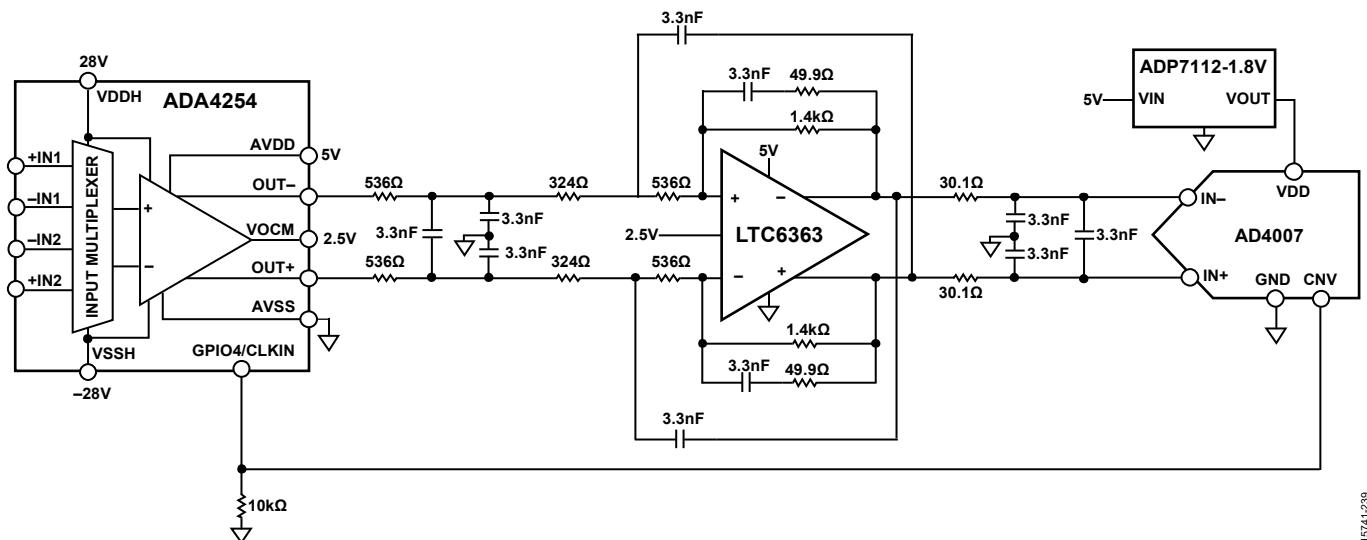 3.3nF
28V
VDDH
ADA4254
ADP7112-1.8V
5V
VIN
VOUT
3.3nF
49.9Ω
1.4kΩ
+IN1
–IN1
–IN2
+IN2
INPUT MULTIPLEXER
+
–
AVDD
5V
OUT–
VOCM
2.5V
OUT+
AVSS
VSSH
–28V
GPIO4/CLKIN
536Ω
324Ω
536Ω
3.3nF
3.3nF
3.3nF
536Ω
324Ω
536Ω
5V
+
–
2.5V
LTC6363
–
+
1.4kΩ
3.3nF
49.9Ω
3.3nF
30.1Ω
3.3nF
3.3nF
3.3nF
30.1Ω
VDD
IN–
AD4007
IN+
GND
CNV
10kΩ
15741-239